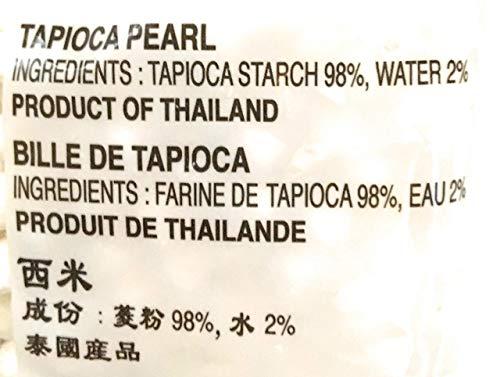 TAPIOCA PEARL
INGREDIENTS : TAPIOCA STARCH 98%, WATER 2%
PRODUCT OF THAILAND
BILLE DE TAPIOCA
INGREDIENTS : FARINE DE TAPIOCA 98%, EAU 2%
PRODUIT DE THAILANDE
西米
成份 : 菱粉 98%, 水 2%
泰國産品